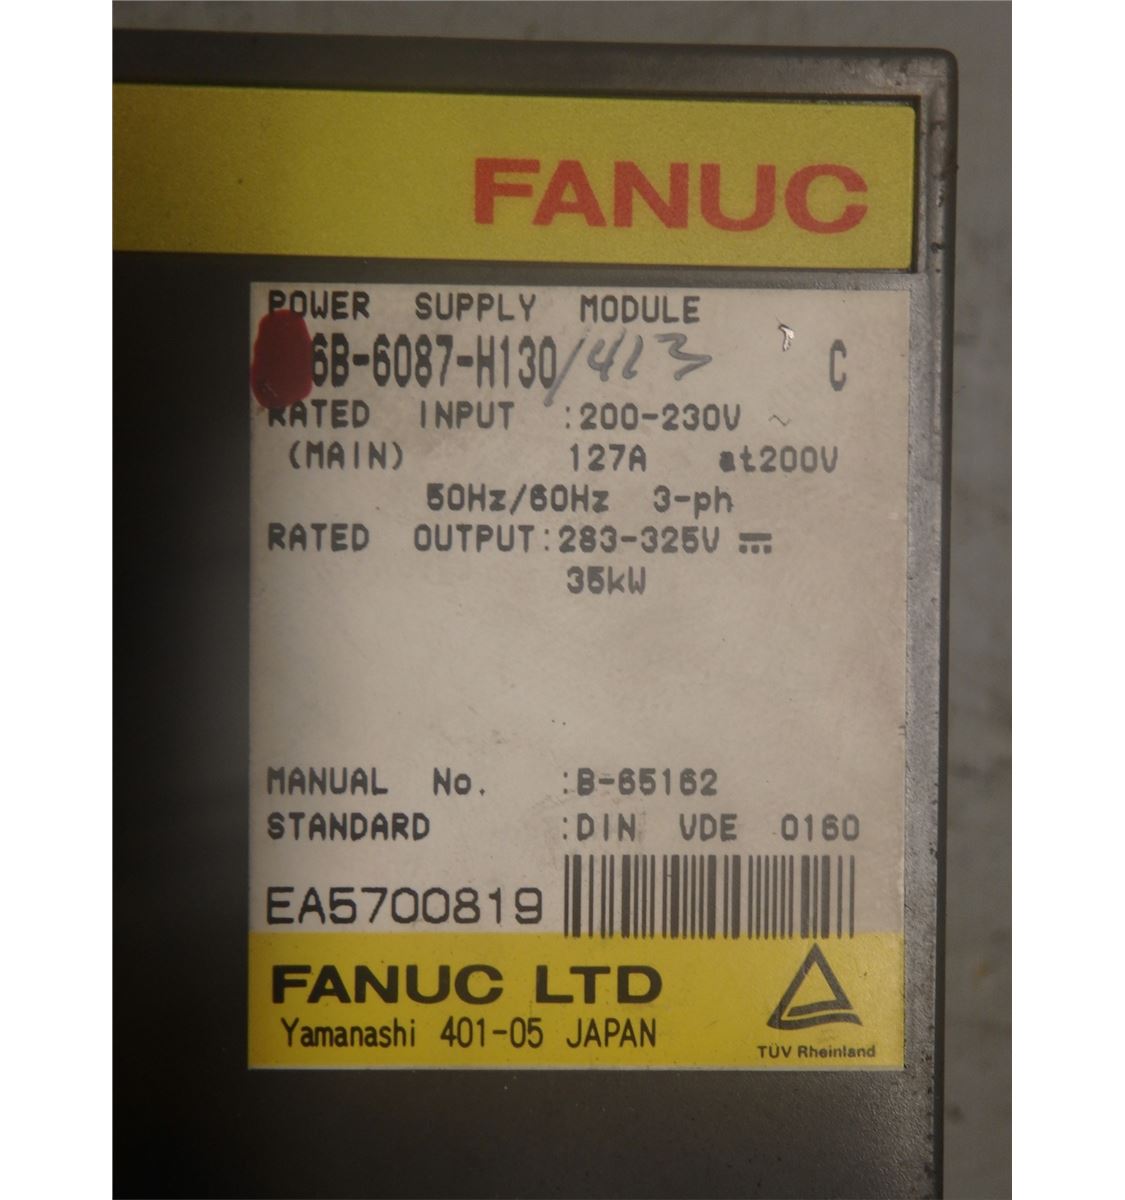 FANUC
POWER SUPPLY MODULE
6B-6087-H130/413 C
RATED INPUT :200-230V ~
(MAIN) 127A at200V
50Hz/60Hz 3-ph
RATED OUTPUT:283-325V ⎓
35kW
MANUAL No. :B-65162
STANDARD :DIN VDE 0160
EA5700819
FANUC LTD
Yamanashi 401-05 JAPAN
TÜV Rheinland